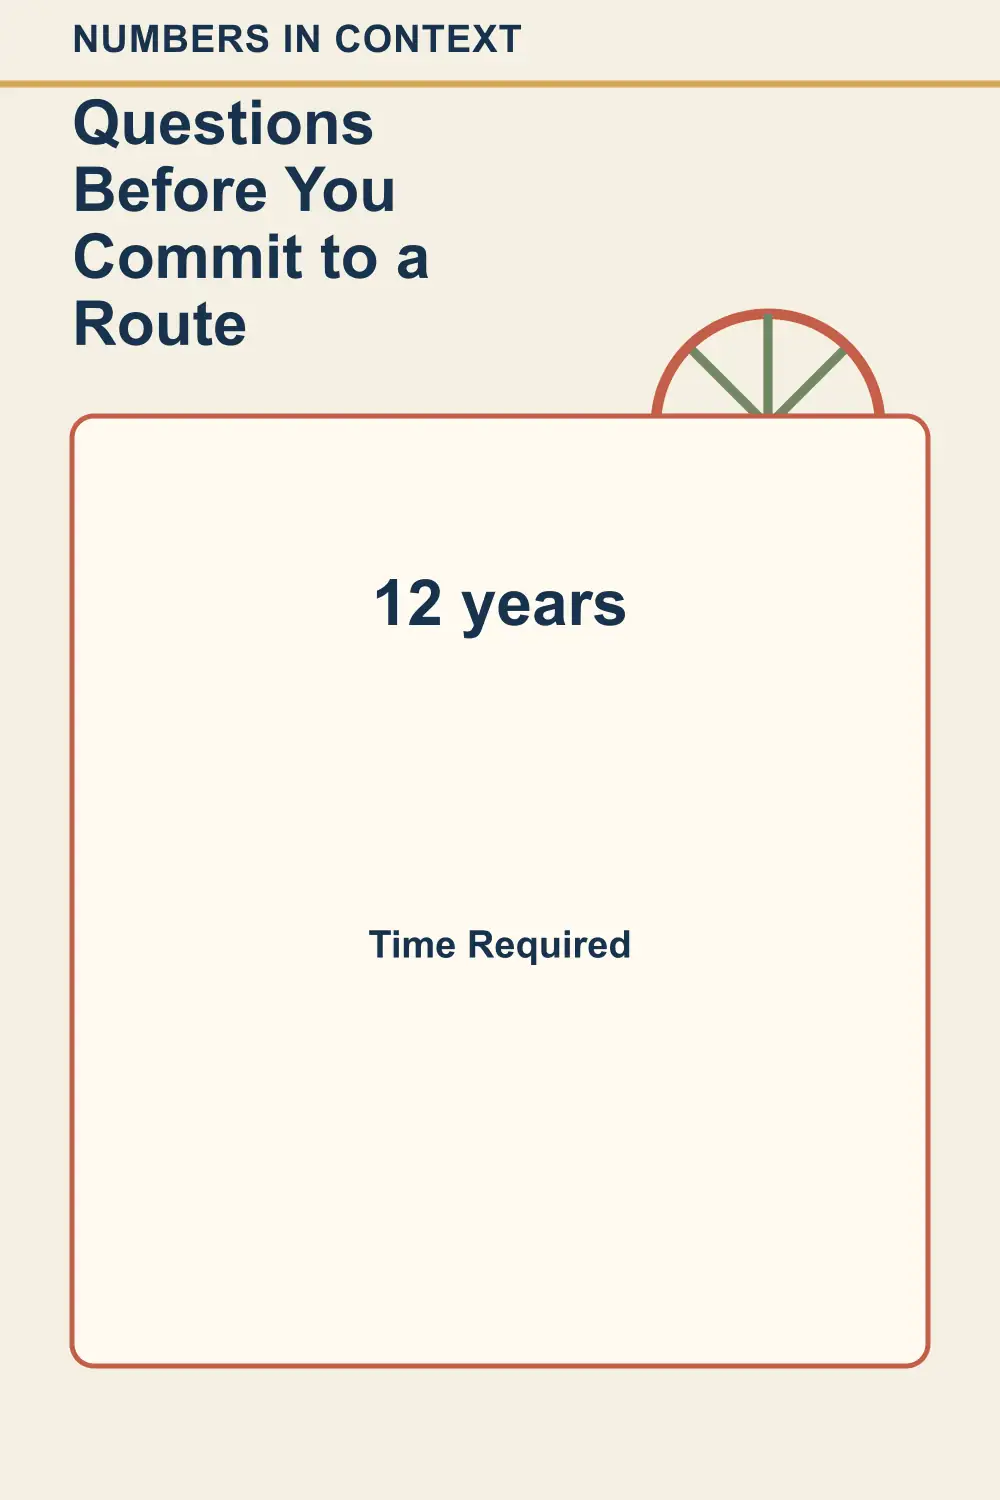 NUMBERS IN CONTEXT
Questions
Before You
Commit to a
Route
12 years
Time Required